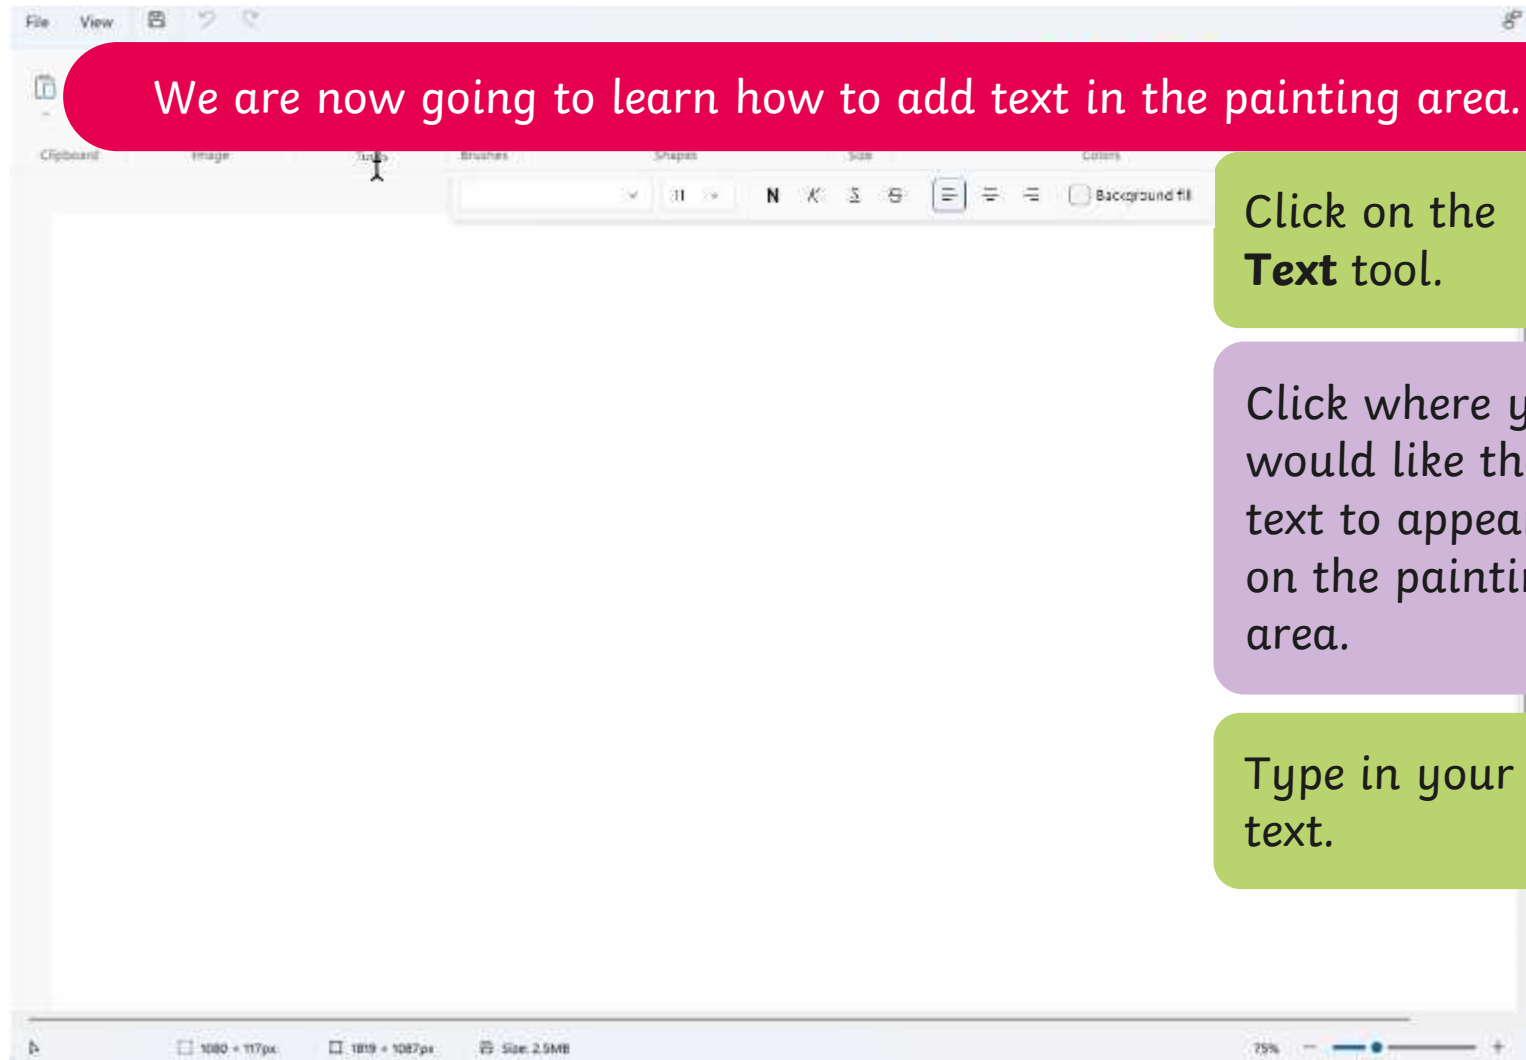 File View
We are now going to learn how to add text in the painting area.
Clipboard Image Tools Brushes Shapes Size Colors
11 N K S Background fill
Click on the
Text tool.
Click where y
would like th
text to appea
on the paintin
area.
Type in your
text.
1080 × 117px 1819 × 1087px Size: 2.5MB 75%